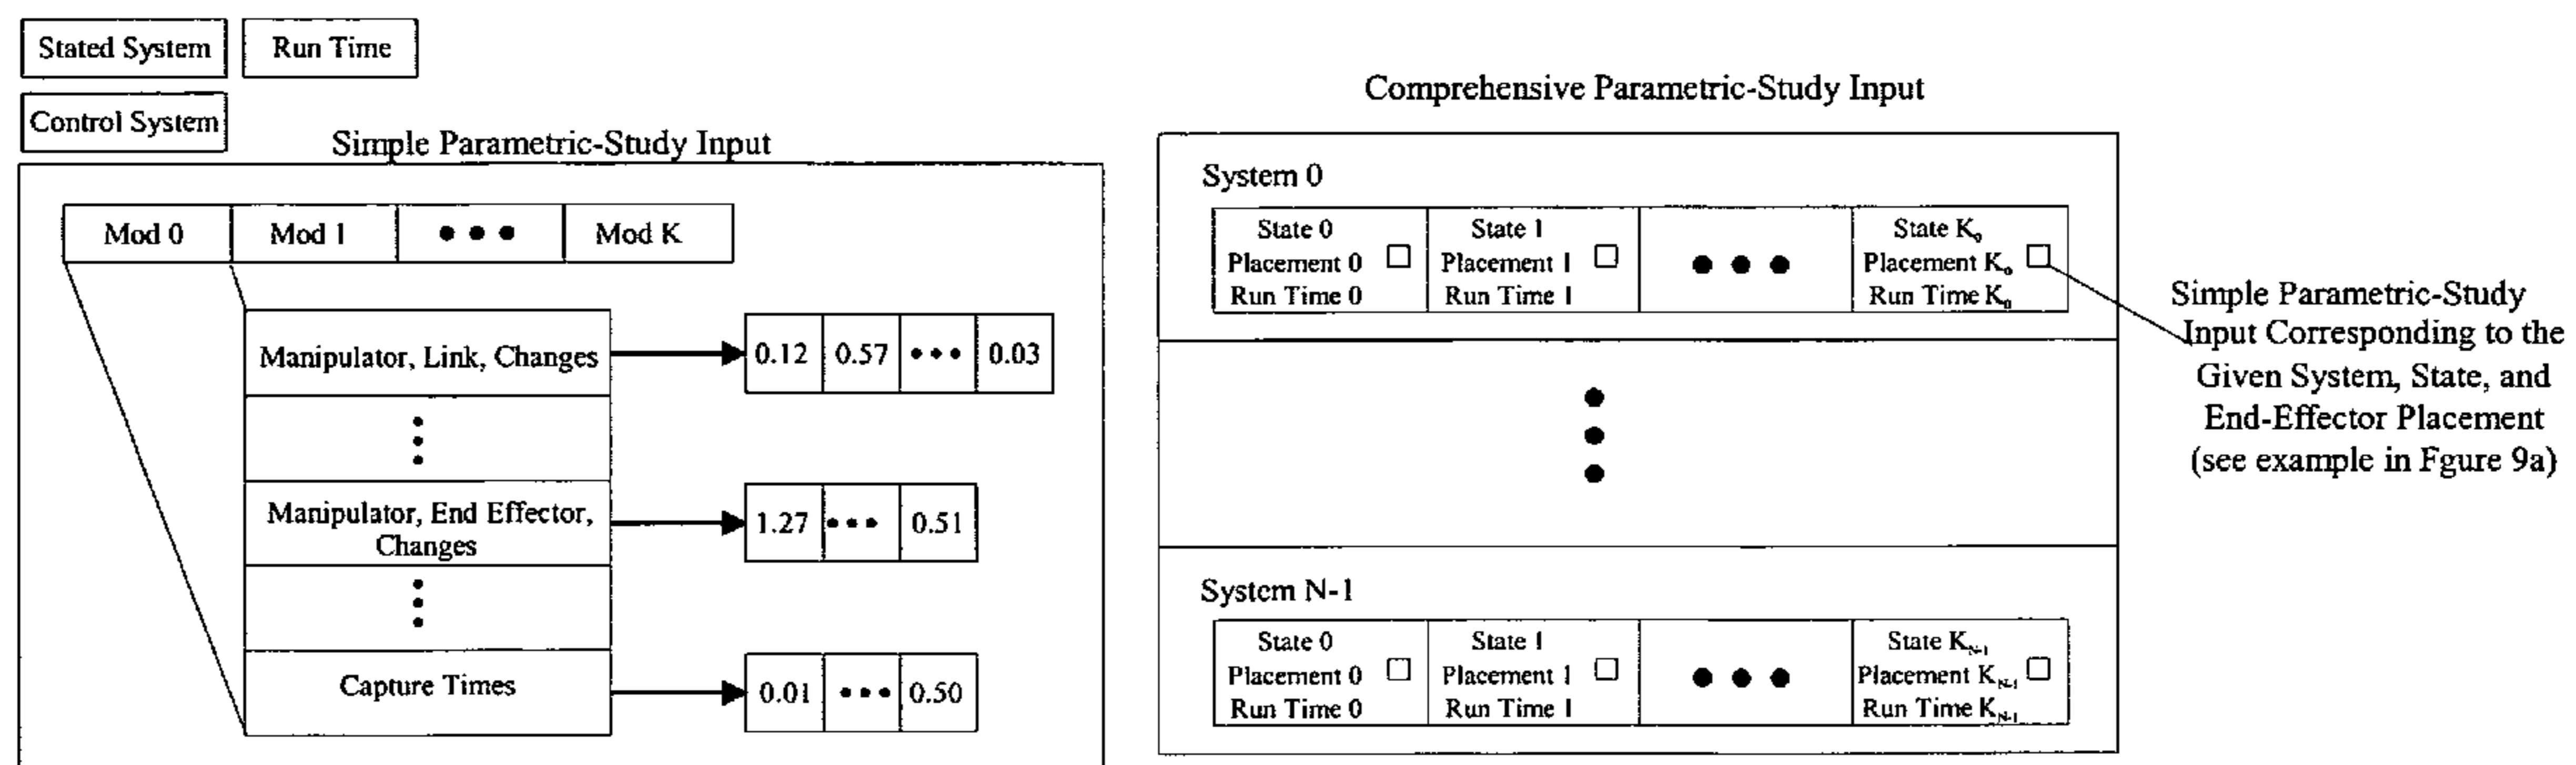 Stated System
Run Time
Control System
Simple Parametric-Study Input
Mod 0
Mod 1
Mod K
Manipulator, Link, Changes
0.12
0.57
0.03
Manipulator, End Effector,
Changes
1.27
0.51
Capture Times
0.01
0.50
Comprehensive Parametric-Study Input
System 0
State 0
Placement 0
Run Time 0
State 1
Placement 1
Run Time 1
State K₀
Placement K₀
Run Time K₀
System N-1
State 0
Placement 0
Run Time 0
State 1
Placement 1
Run Time 1
State K_N-1
Placement K_N-1
Run Time K_N-1
Simple Parametric-Study
Input Corresponding to the
Given System, State, and
End-Effector Placement
(see example in Fgure 9a)